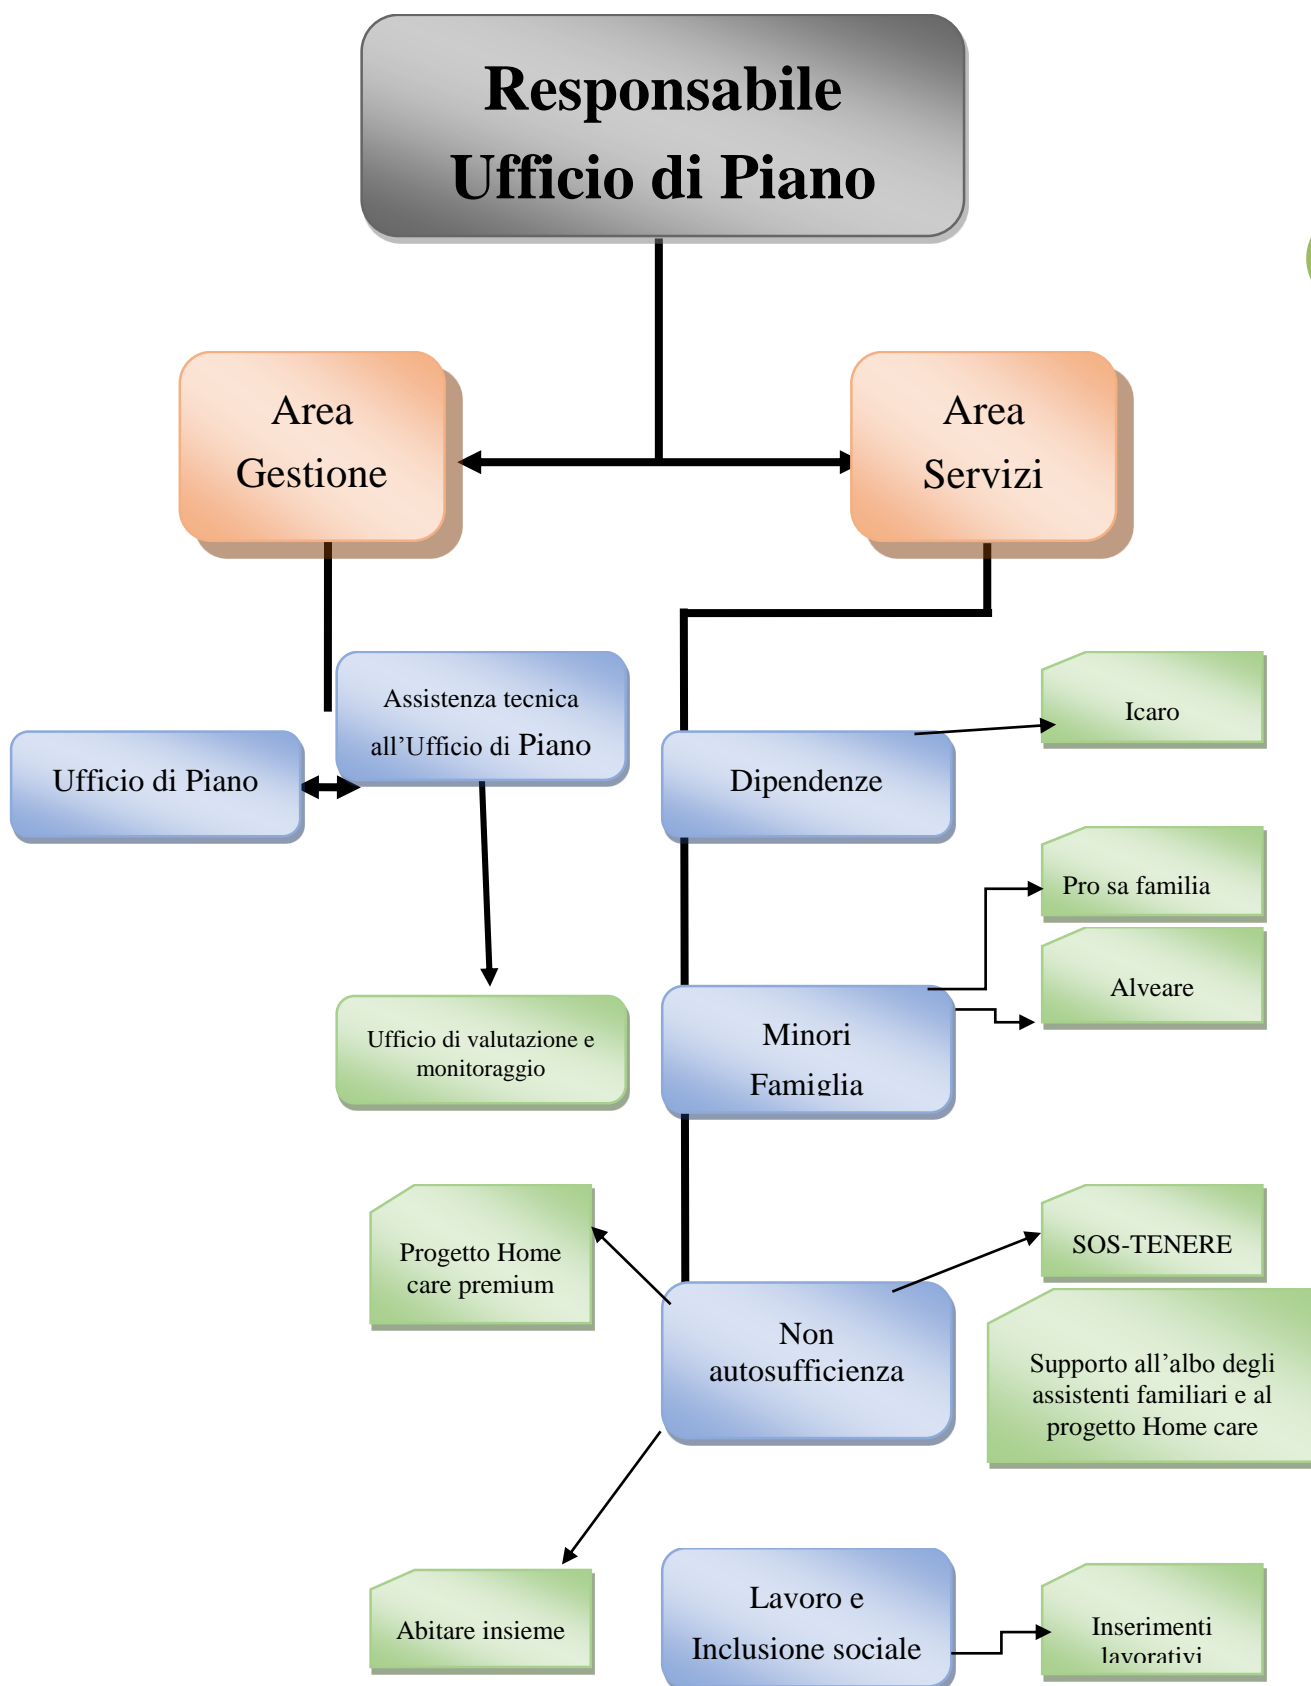 Responsabile
Ufficio di Piano
Area
Gestione
Area
Servizi
Assistenza tecnica
all’Ufficio di Piano
Ufficio di Piano
Dipendenze
Icaro
Pro sa familia
Alveare
Ufficio di valutazione e
monitoraggio
Minori
Famiglia
Progetto Home
care premium
SOS-TENERE
Non
autosufficienza
Supporto all’albo degli
assistenti familiari e al
progetto Home care
Abitare insieme
Lavoro e
Inclusione sociale
Inserimenti
lavorativi